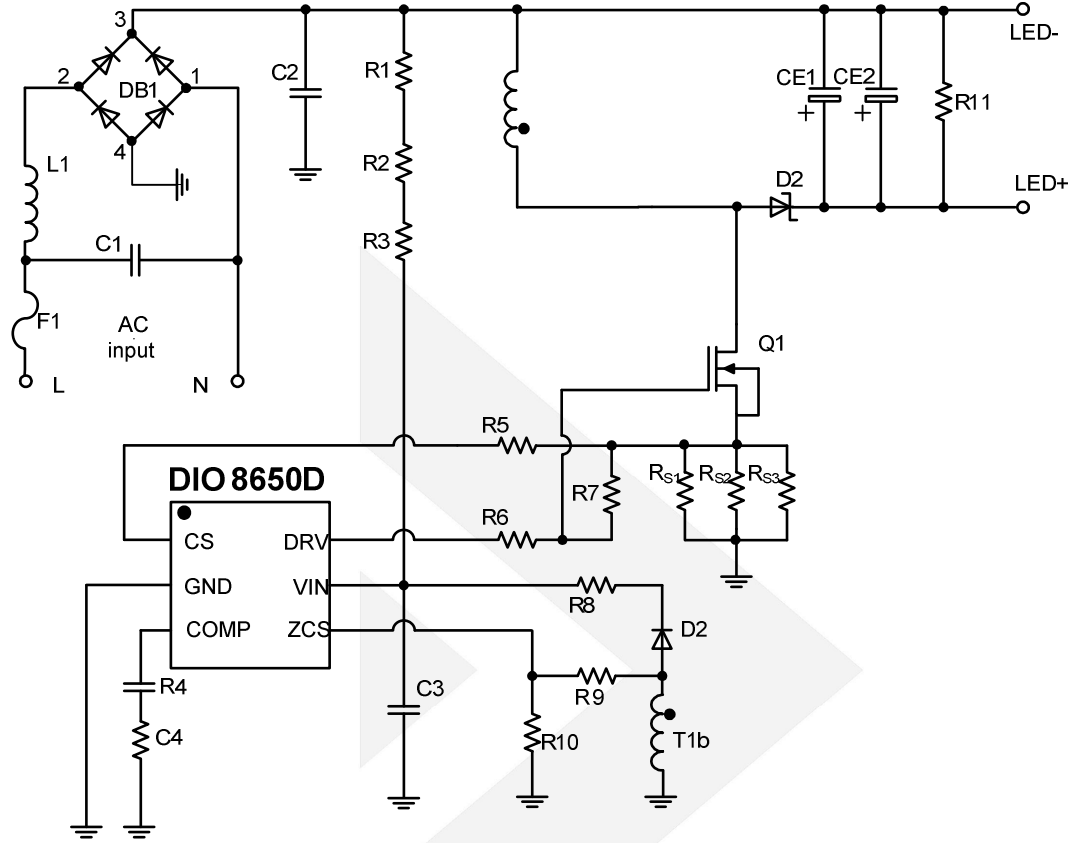 3
LED-
2
DB1
1
C2
R1
CE1
CE2
+
+
R11
4
L1
R2
D2
LED+
C1
R3
F1
AC
input
Q1
L
N
R5
DIO 8650D
RS1
RS2
RS3
R7
R6
CS
DRV
GND
VIN
R8
COMP
ZCS
D2
R4
C3
R9
C4
R10
T1b